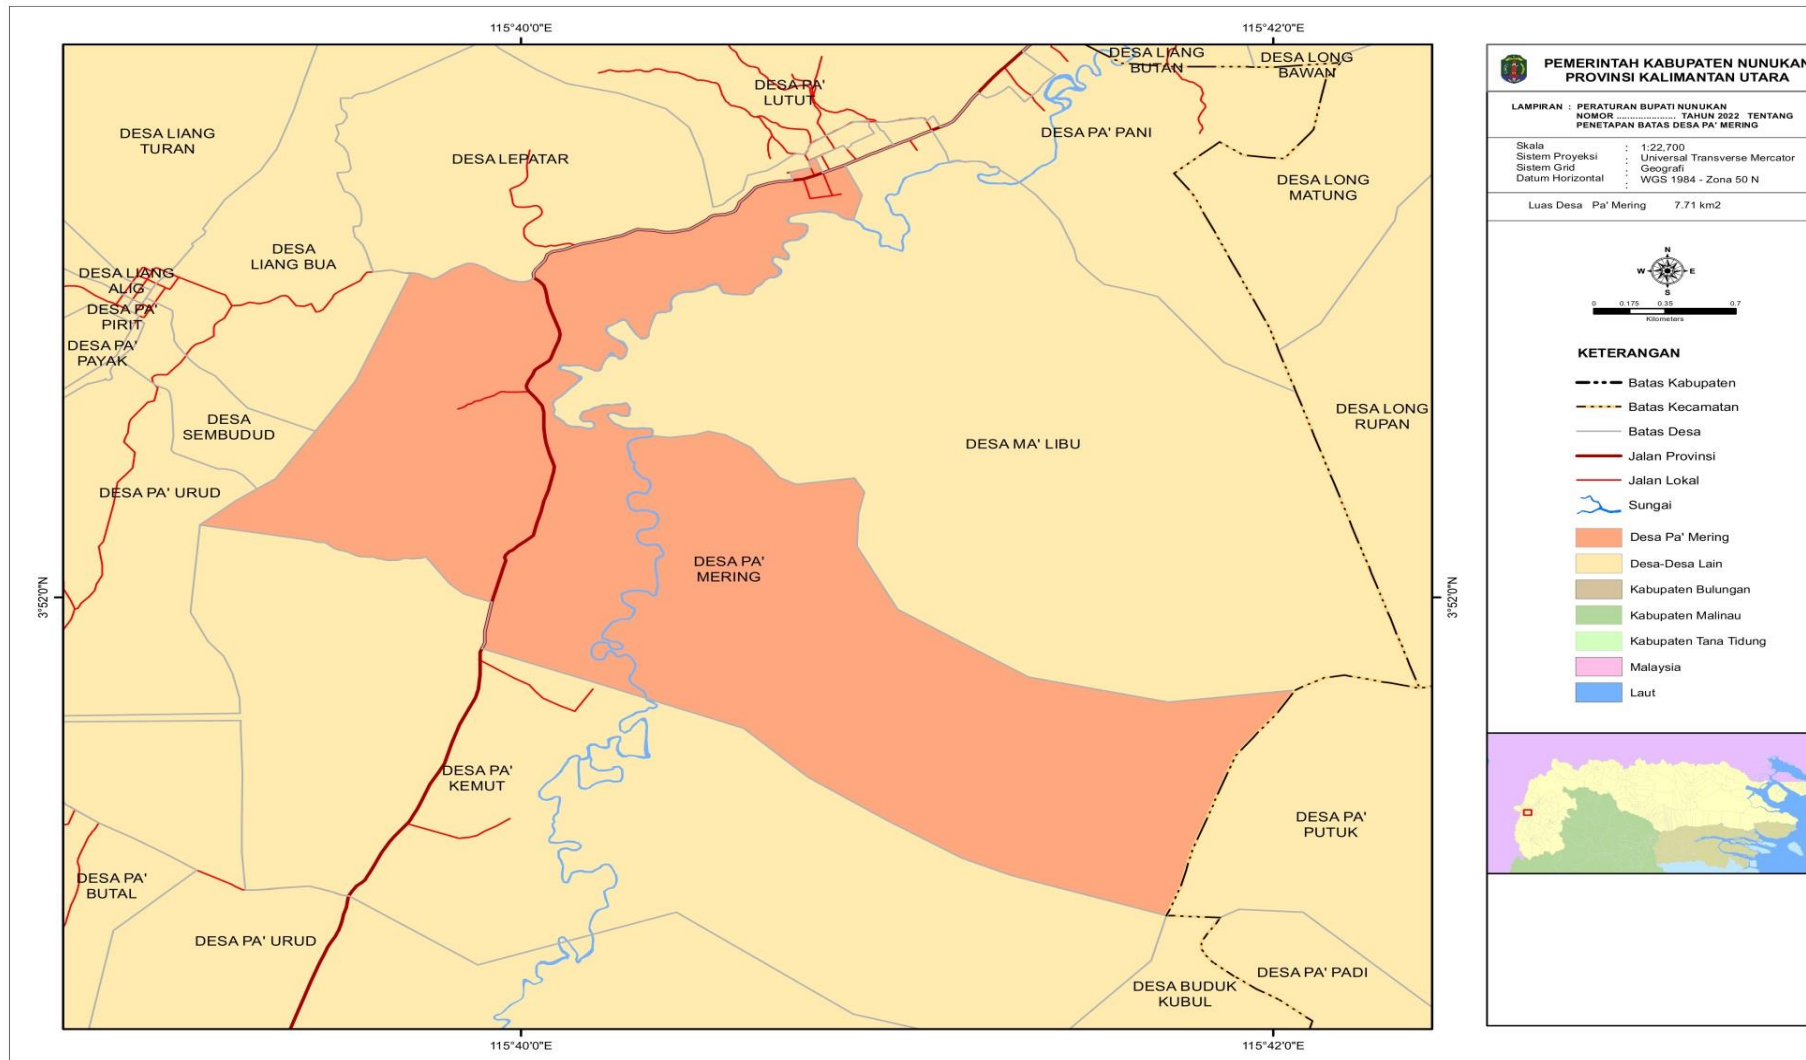 115°40'0"E
115°42'0"E
DESA LIANG
BUTAN
DESA LONG
BAWAN
DESA PA'
LUTUT
DESA LIANG
TURAN
DESA PA' PANI
DESA LEPATAR
DESA LONG
MATUNG
DESA
LIANG BUA
DESA LIANG
ALIG
DESA PA'
PIRIT
DESA PA'
PAYAK
DESA
SEMBUDUD
DESA LONG
RUPAN
DESA MA' LIBU
DESA PA' URUD
DESA PA'
MERING
3°52'0"N
3°52'0"N
DESA PA'
KEMUT
DESA PA'
PUTUK
DESA PA'
BUTAL
DESA PA' URUD
DESA PA' PADI
DESA BUDUK
KUBUL
115°40'0"E
115°42'0"E
PEMERINTAH KABUPATEN NUNUKAN
PROVINSI KALIMANTAN UTARA
LAMPIRAN : PERATURAN BUPATI NUNUKAN
NOMOR ..................... TAHUN 2022 TENTANG
PENETAPAN BATAS DESA PA' MERING
Skala : 1:22,700
Sistem Proyeksi : Universal Transverse Mercator
Sistem Grid : Geografi
Datum Horizontal : WGS 1984 - Zona 50 N
Luas Desa Pa' Mering 7.71 km2
N
W E
S
0 0.175 0.35 0.7
Kilometers
KETERANGAN
Batas Kabupaten
Batas Kecamatan
Batas Desa
Jalan Provinsi
Jalan Lokal
Sungai
Desa Pa' Mering
Desa-Desa Lain
Kabupaten Bulungan
Kabupaten Malinau
Kabupaten Tana Tidung
Malaysia
Laut